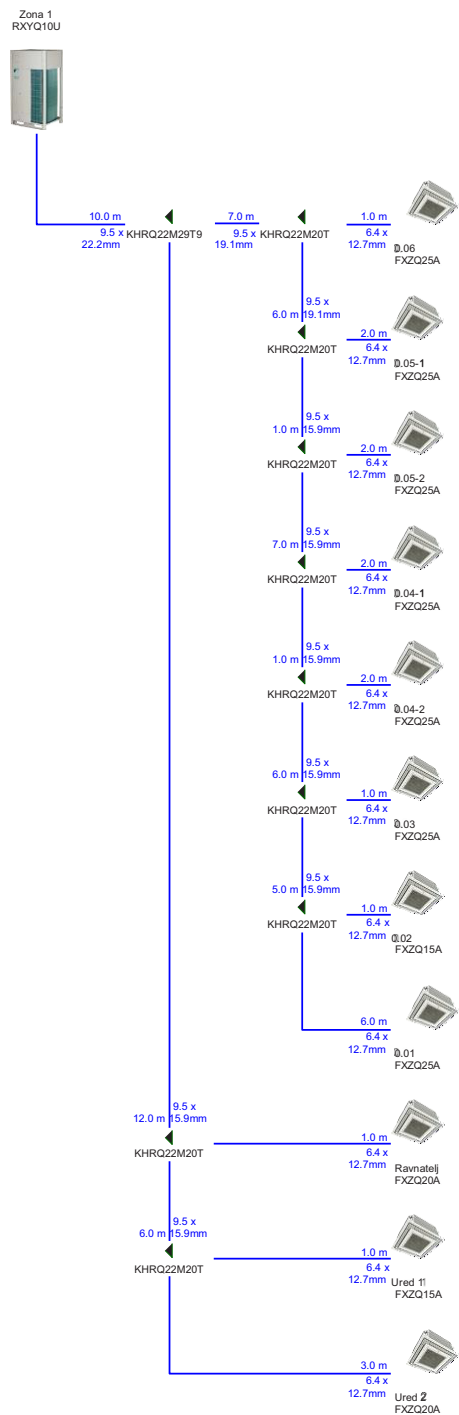 Zona 1
RXYQ10U
10.0 m
9.5 x
22.2mm
KHRQ22M29T9
7.0 m
9.5 x
19.1mm
KHRQ22M20T
1.0 m
6.4 x
12.7mm
0.06
FXZQ25A
9.5 x
6.0 m 19.1mm
KHRQ22M20T
2.0 m
6.4 x
12.7mm
0.05-1
FXZQ25A
9.5 x
1.0 m 15.9mm
KHRQ22M20T
2.0 m
6.4 x
12.7mm
0.05-2
FXZQ25A
9.5 x
7.0 m 15.9mm
KHRQ22M20T
2.0 m
6.4 x
12.7mm
0.04-1
FXZQ25A
9.5 x
1.0 m 15.9mm
KHRQ22M20T
2.0 m
6.4 x
12.7mm
0.04-2
FXZQ25A
9.5 x
6.0 m 15.9mm
KHRQ22M20T
1.0 m
6.4 x
12.7mm
0.03
FXZQ25A
9.5 x
5.0 m 15.9mm
KHRQ22M20T
1.0 m
6.4 x
12.7mm
0.02
FXZQ15A
6.0 m
6.4 x
12.7mm
0.01
FXZQ25A
9.5 x
12.0 m 15.9mm
KHRQ22M20T
1.0 m
6.4 x
12.7mm
Ravnatelj
FXZQ20A
9.5 x
6.0 m 15.9mm
KHRQ22M20T
1.0 m
6.4 x
12.7mm
Ured 1
FXZQ15A
3.0 m
6.4 x
12.7mm
Ured 2
FXZQ20A